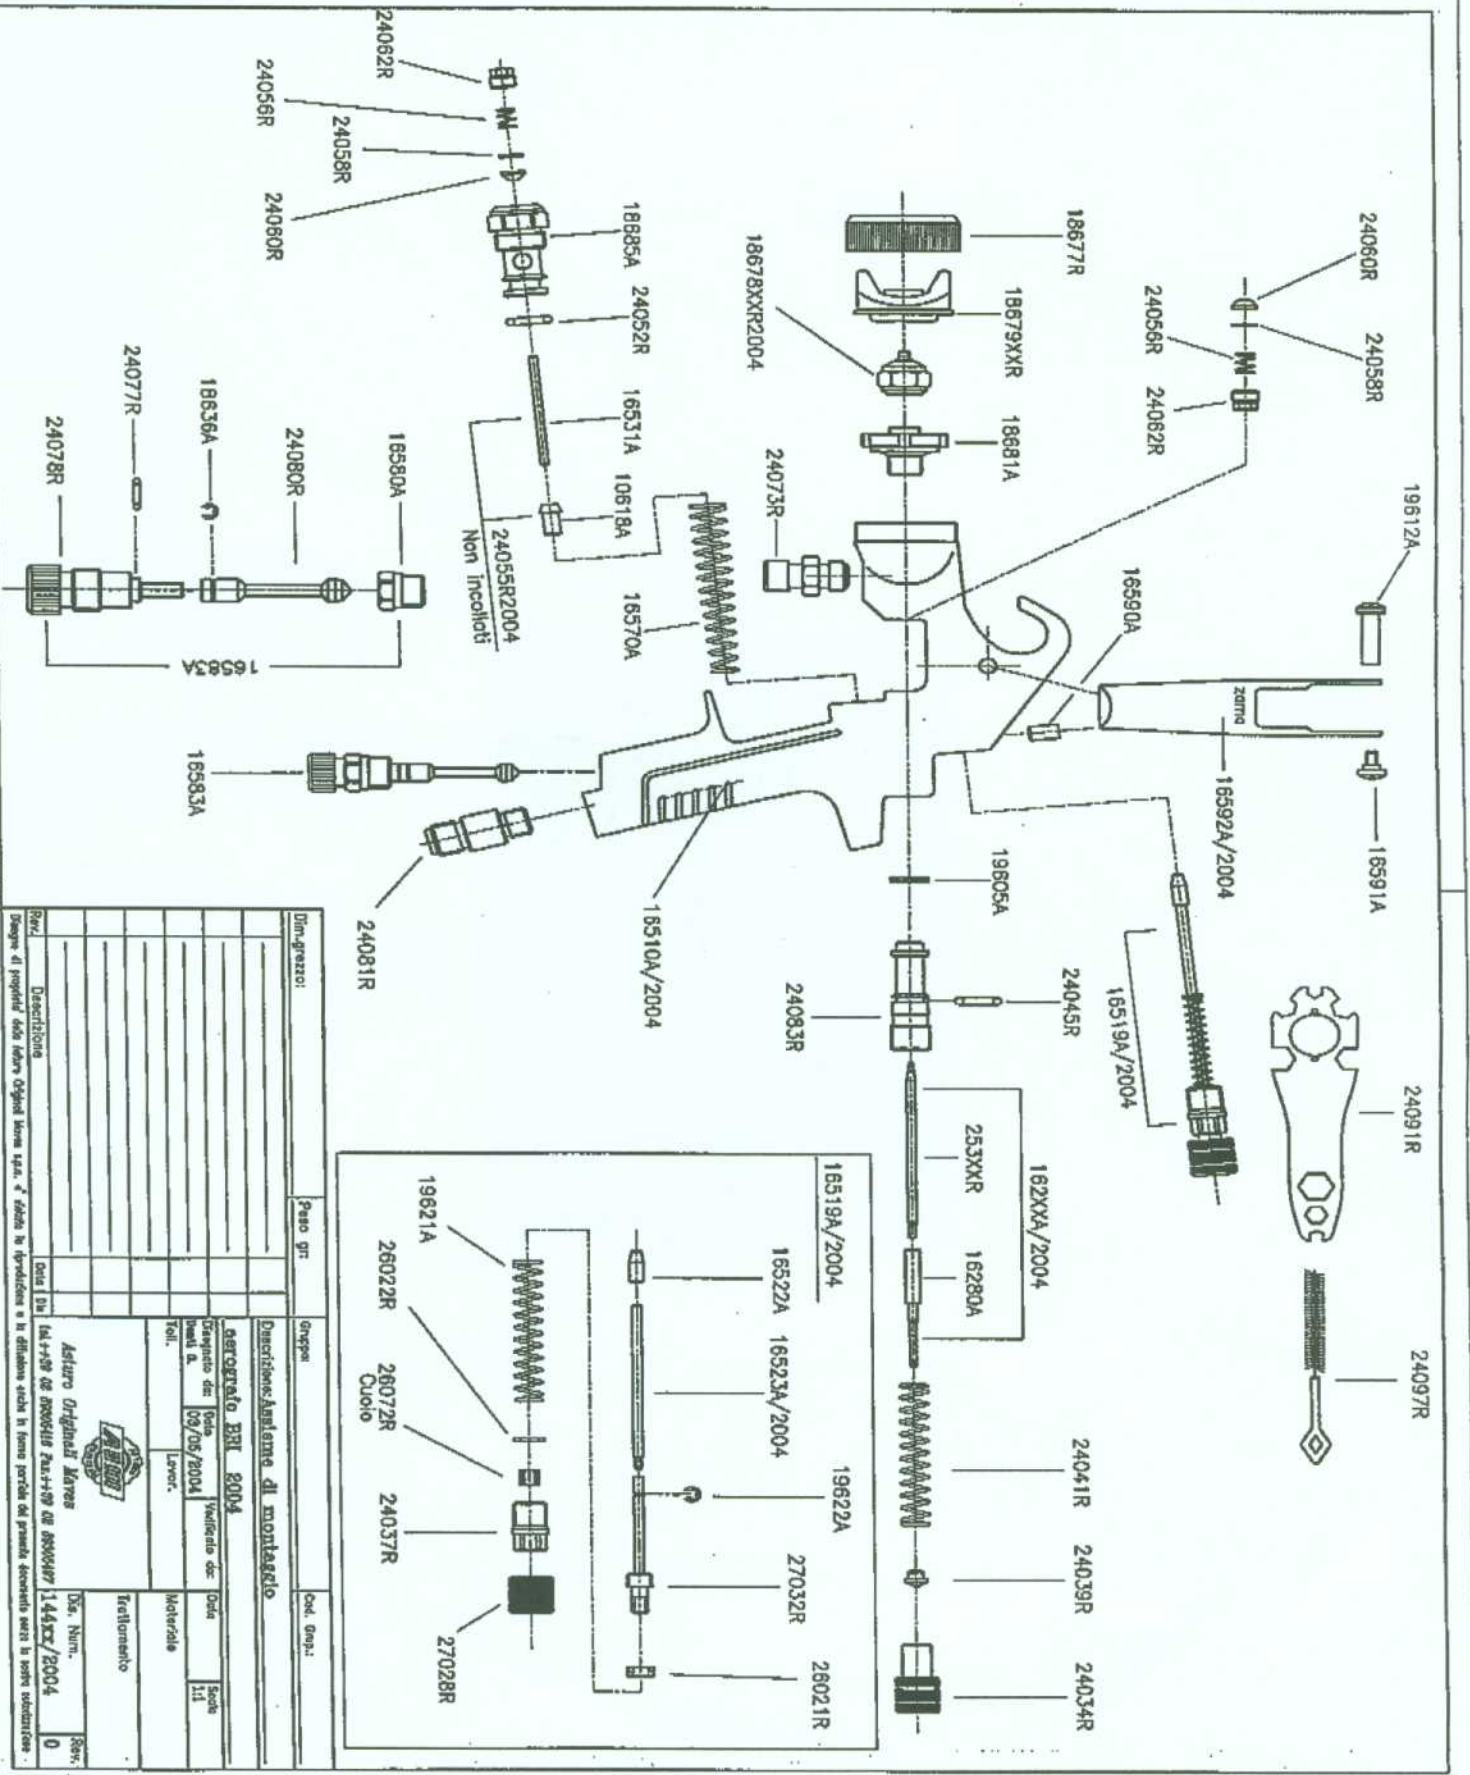 19612A
16591A
24091R
24097R
24060R
24058R
24056R
24062R
zama
16592A/2004
16590A
16519A/2004
18677R
18679XXR
18678XXR2004
18681A
24073R
19605A
24045R
24083R
162XXA/2004
253XXR
16280A
24041R
24039R
24034R
24062R
24056R
24058R
24060R
18685A
24052R
16531A
10618A
24055R2004
Non incollati
16570A
16510A/2004
16519A/2004
16522A
16523A/2004
19622A
27032R
26021R
19621A
26022R
26072R
Cuoio
24037R
27028R
16580A
24080R
18636A
24077R
24078R
16583A
16583A
24081R
Dim.grezzo:
Peso gr:
Gruppo:
Cod. Grup.:
Descrizione: Assieme di montaggio
aerografo ERI 2004
Disegnato da:
Data
03/05/2004
Verificato da:
Data
Scala
1:1
Toll.
Lavor.
Materiale
Trattamento
Asturo Originali Maves
Dis. Num.
144XX/2004
Rev.
0
Rev.
Descrizione
Data